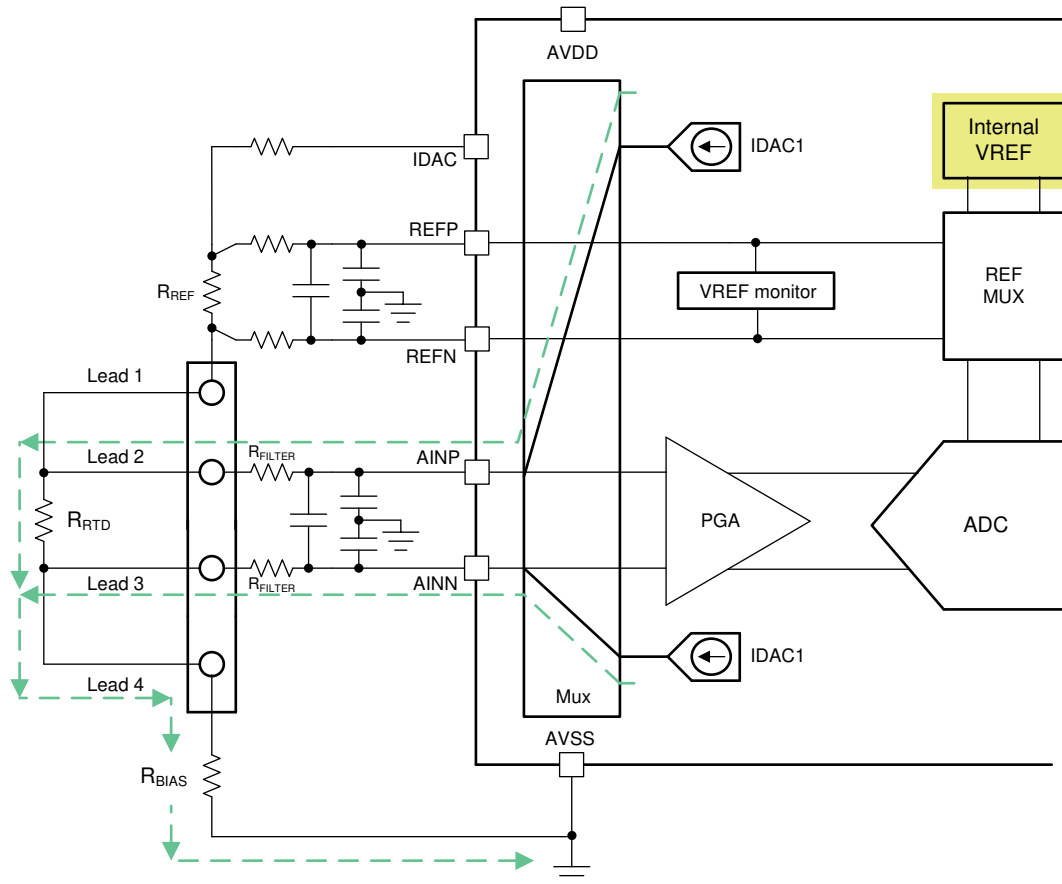 AVDD
Internal
VREF
IDAC
IDAC1
REFP
RREF
VREF monitor
REF
MUX
REFN
Lead 1
Lead 2
RFILTER
AINP
RRTD
PGA
ADC
Lead 3
RFILTER
AINN
IDAC1
Lead 4
Mux
AVSS
RBIAS